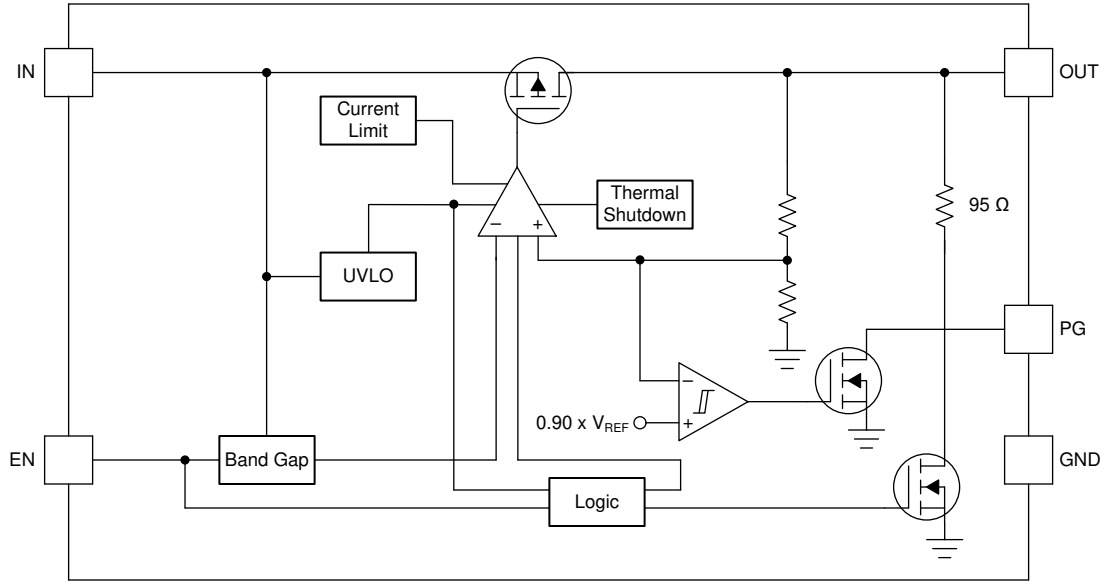 IN
OUT
Current
Limit
Thermal
Shutdown
95 Ω
−
+
UVLO
PG
−
0.90 x VREF
+
EN
Band Gap
GND
Logic